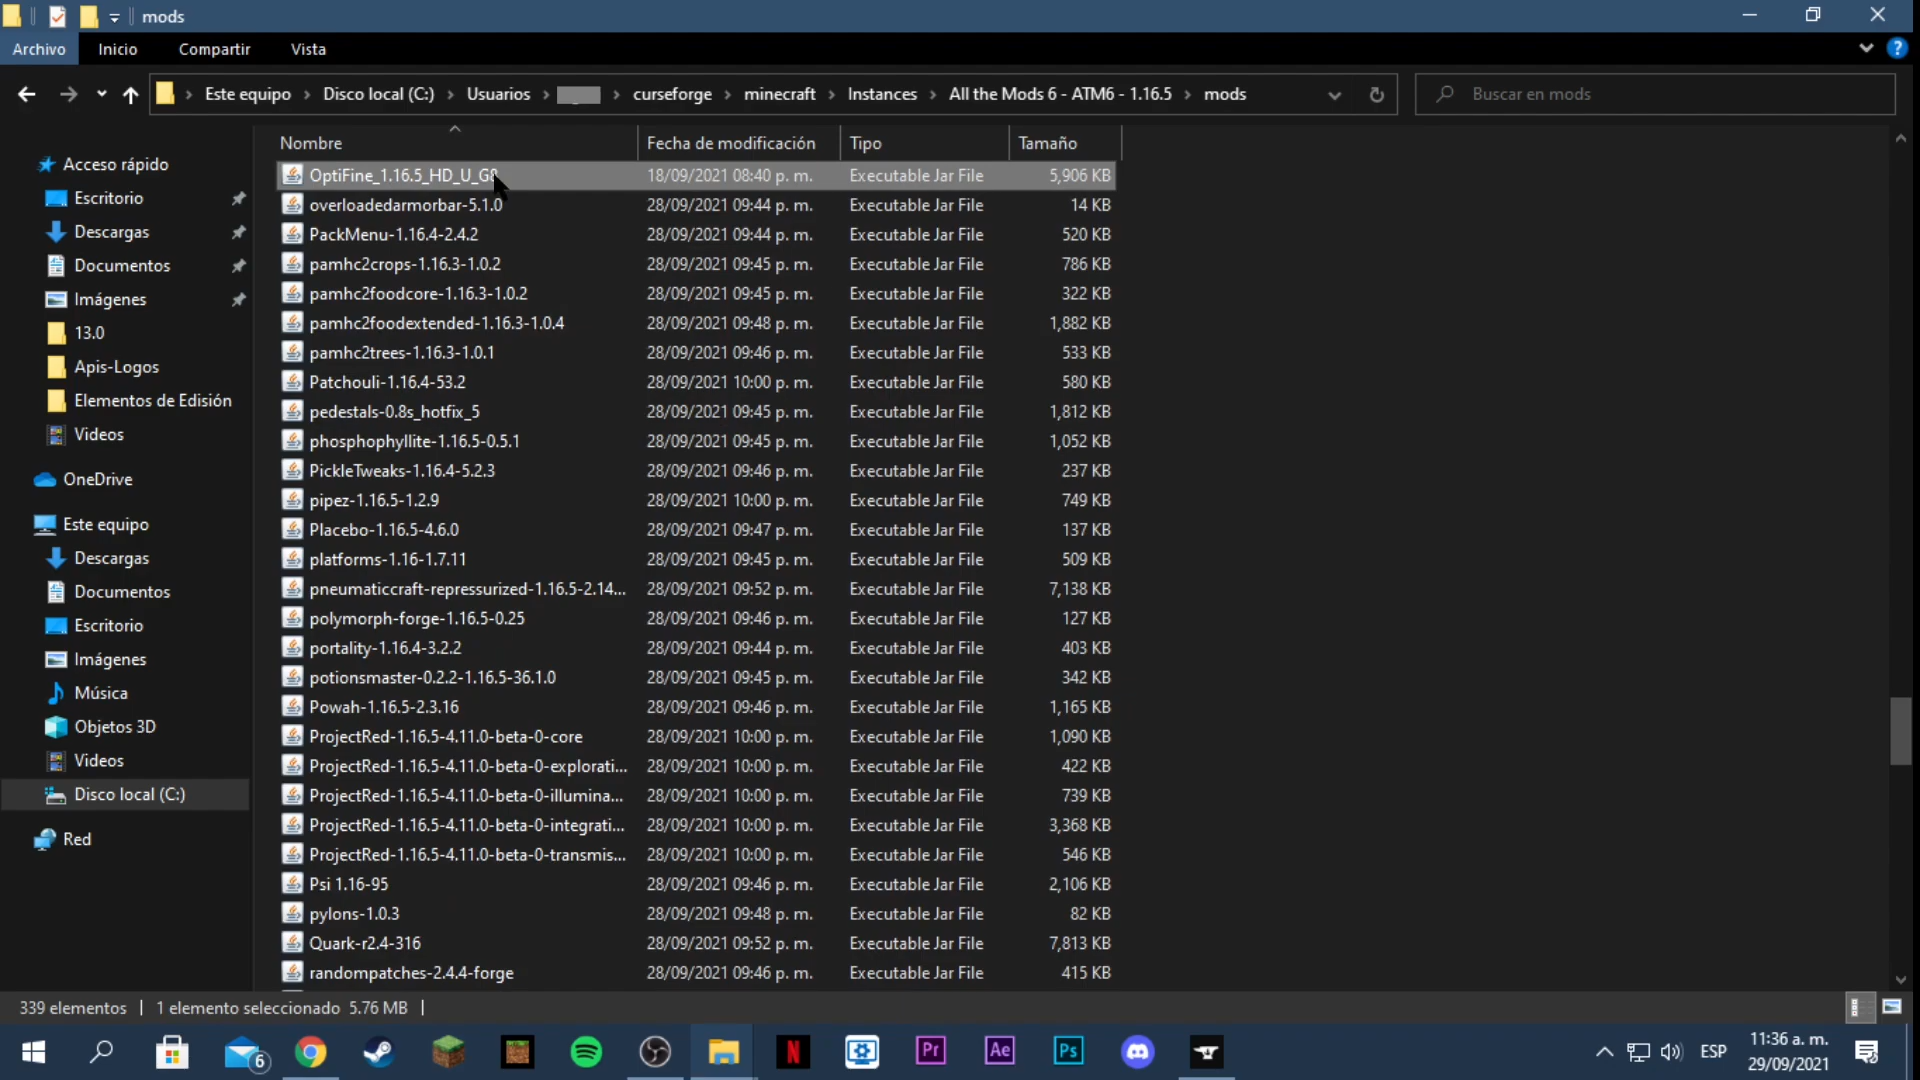 mods
Archivo Inicio Compartir Vista
Este equipo Disco local (C:) Usuarios curseforge minecraft Instances All the Mods 6 - ATM6 - 1.16.5 mods Buscar en mods
Nombre Fecha de modificación Tipo Tamaño
Acceso rápido
Escritorio
Descargas
Documentos
Imágenes
13.0
Apis-Logos
Elementos de Edisión
Videos
OneDrive
Este equipo
Descargas
Documentos
Escritorio
Imágenes
Música
Objetos 3D
Videos
Disco local (C:)
Red
OptiFine_1.16.5_HD_U_G8 18/09/2021 08:40 p. m. Executable Jar File 5,906 KB
overloadedarmorbar-5.1.0 28/09/2021 09:44 p. m. Executable Jar File 14 KB
PackMenu-1.16.4-2.4.2 28/09/2021 09:44 p. m. Executable Jar File 520 KB
pamhc2crops-1.16.3-1.0.2 28/09/2021 09:45 p. m. Executable Jar File 786 KB
pamhc2foodcore-1.16.3-1.0.2 28/09/2021 09:45 p. m. Executable Jar File 322 KB
pamhc2foodextended-1.16.3-1.0.4 28/09/2021 09:48 p. m. Executable Jar File 1,882 KB
pamhc2trees-1.16.3-1.0.1 28/09/2021 09:46 p. m. Executable Jar File 533 KB
Patchouli-1.16.4-53.2 28/09/2021 10:00 p. m. Executable Jar File 580 KB
pedestals-0.8s_hotfix_5 28/09/2021 09:45 p. m. Executable Jar File 1,812 KB
phosphophyllite-1.16.5-0.5.1 28/09/2021 09:45 p. m. Executable Jar File 1,052 KB
PickleTweaks-1.16.4-5.2.3 28/09/2021 09:46 p. m. Executable Jar File 237 KB
pipez-1.16.5-1.2.9 28/09/2021 10:00 p. m. Executable Jar File 749 KB
Placebo-1.16.5-4.6.0 28/09/2021 09:47 p. m. Executable Jar File 137 KB
platforms-1.16-1.7.11 28/09/2021 09:45 p. m. Executable Jar File 509 KB
pneumaticcraft-repressurized-1.16.5-2.14... 28/09/2021 09:52 p. m. Executable Jar File 7,138 KB
polymorph-forge-1.16.5-0.25 28/09/2021 09:46 p. m. Executable Jar File 127 KB
portality-1.16.4-3.2.2 28/09/2021 09:44 p. m. Executable Jar File 403 KB
potionsmaster-0.2.2-1.16.5-36.1.0 28/09/2021 09:45 p. m. Executable Jar File 342 KB
Powah-1.16.5-2.3.16 28/09/2021 09:46 p. m. Executable Jar File 1,165 KB
ProjectRed-1.16.5-4.11.0-beta-0-core 28/09/2021 10:00 p. m. Executable Jar File 1,090 KB
ProjectRed-1.16.5-4.11.0-beta-0-explorati... 28/09/2021 10:00 p. m. Executable Jar File 422 KB
ProjectRed-1.16.5-4.11.0-beta-0-illumina... 28/09/2021 10:00 p. m. Executable Jar File 739 KB
ProjectRed-1.16.5-4.11.0-beta-0-integrati... 28/09/2021 10:00 p. m. Executable Jar File 3,368 KB
ProjectRed-1.16.5-4.11.0-beta-0-transmis... 28/09/2021 10:00 p. m. Executable Jar File 546 KB
Psi 1.16-95 28/09/2021 09:46 p. m. Executable Jar File 2,106 KB
pylons-1.0.3 28/09/2021 09:48 p. m. Executable Jar File 82 KB
Quark-r2.4-316 28/09/2021 09:52 p. m. Executable Jar File 7,813 KB
randompatches-2.4.4-forge 28/09/2021 09:46 p. m. Executable Jar File 415 KB
339 elementos 1 elemento seleccionado 5.76 MB
6 N Pr Ae Ps ESP 11:36 a. m.
29/09/2021